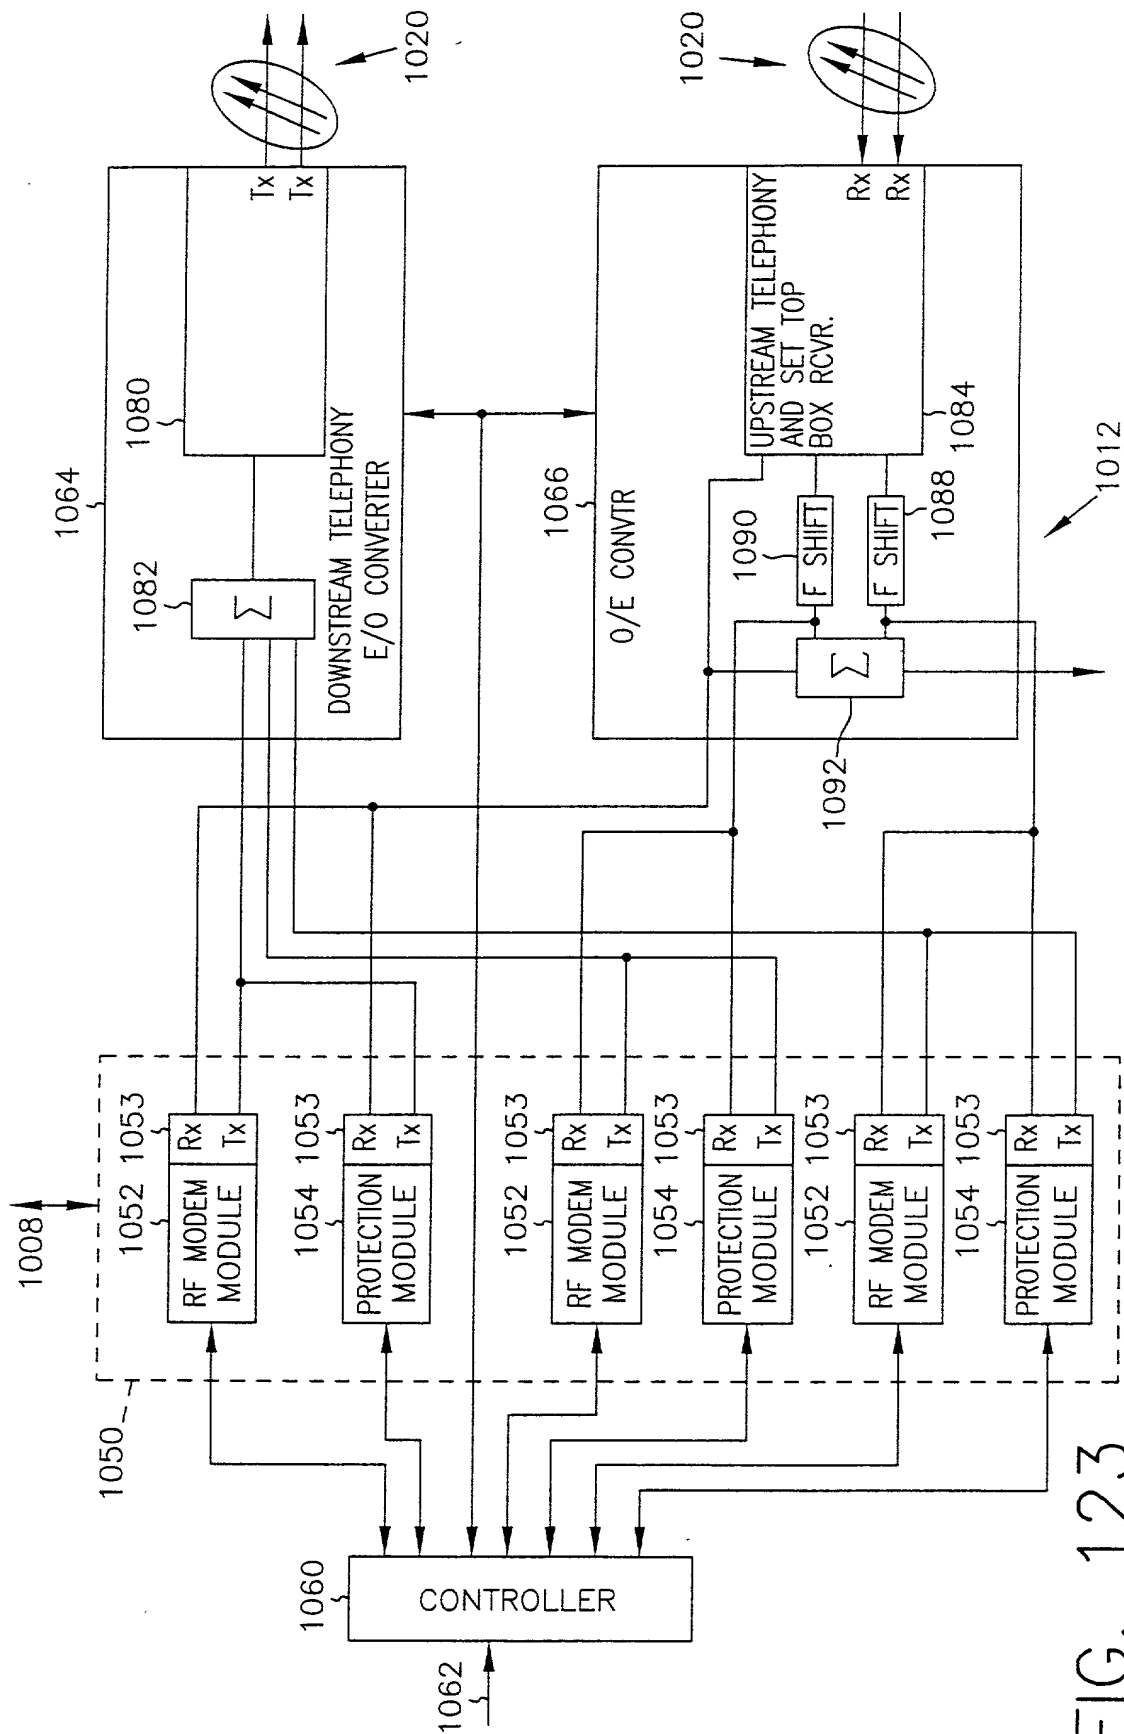 1008
1050
1052
1053
RF MODEM
MODULE
Rx
Tx
1054
1053
PROTECTION
MODULE
Rx
Tx
1052
1053
RF MODEM
MODULE
Rx
Tx
1054
1053
PROTECTION
MODULE
Rx
Tx
1052
1053
RF MODEM
MODULE
Rx
Tx
1054
1053
PROTECTION
MODULE
Rx
Tx
1060
CONTROLLER
1062
1064
1082
Σ
1080
Tx
Tx
DOWNSTREAM TELEPHONY
E/O CONVERTER
1020
1066
O/E CONVTR
1090
F SHIFT
F SHIFT
1088
Σ
1092
UPSTREAM TELEPHONY
AND SET TOP
BOX RCVR.
Rx
Rx
1084
1020
1012
FIG. 123